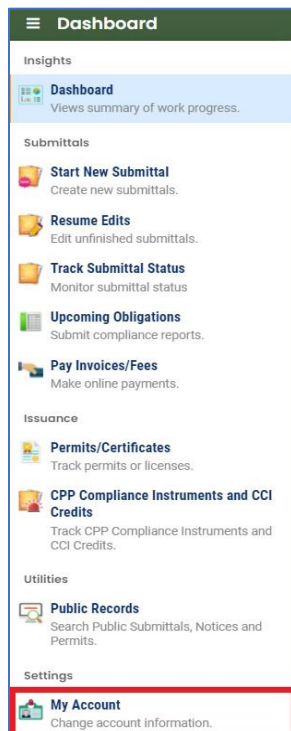 Dashboard
Insights
Dashboard
Views summary of work progress.
Submittals
Start New Submittal
Create new submittals.
Resume Edits
Edit unfinished submittals.
Track Submittal Status
Monitor submittal status
Upcoming Obligations
Submit compliance reports.
Pay Invoices/Fees
Make online payments.
Issuance
Permits/Certificates
Track permits or licenses.
CPP Compliance Instruments and CCI
Credits
Track CPP Compliance Instruments and
CCI Credits.
Utilities
Public Records
Search Public Submittals, Notices and
Permits.
Settings
My Account
Change account information.